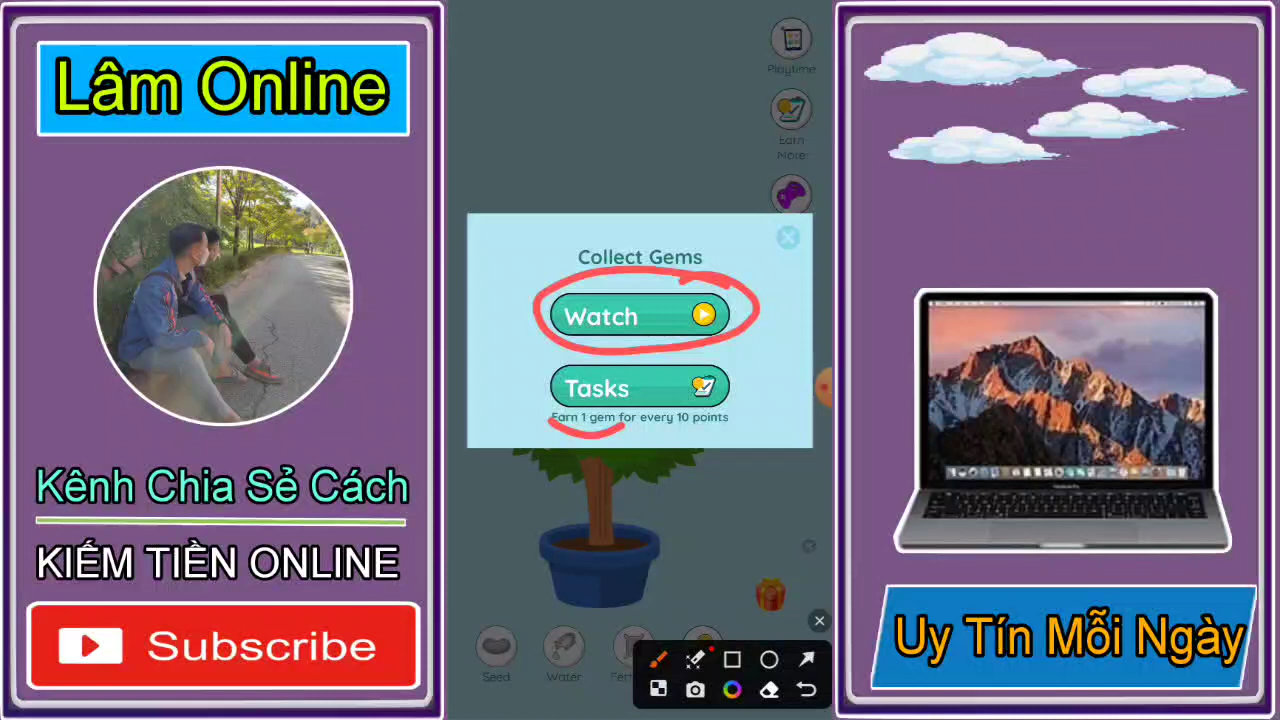 Lâm Online
Kênh Chia Sẻ Cách
KIẾM TIỀN ONLINE
Subscribe
Playtime
Earn
More
Collect Gems
Watch
Tasks
Earn 1 gem for every 10 points
Seed
Water
Uy Tín Mỗi Ngày